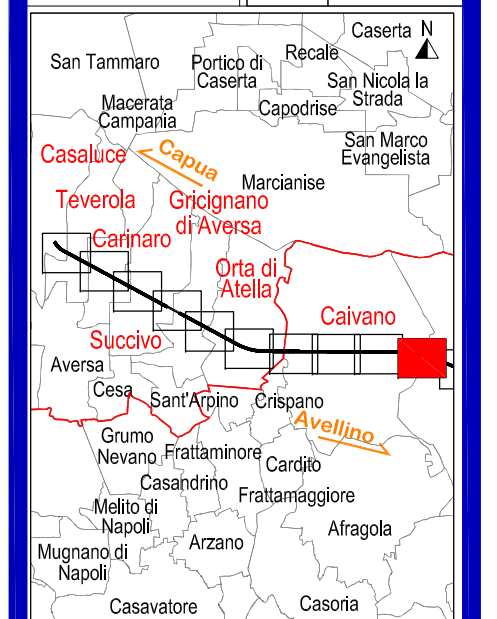 Caserta
N
Recale
San Tammaro
Portico di
Caserta
San Nicola la
Strada
Macerata
Campania
Capodrise
San Marco
Evangelista
Casaluce
Capua
Marcianise
Teverola
Gricignano
di Aversa
Carinaro
Orta di
Atella
Caivano
Succivo
Aversa
Cesa
Sant'Arpino
Crispano
Avellino
Grumo
Nevano
Frattaminore
Cardito
Casandrino
Frattamaggiore
Melito di
Napoli
Afragola
Arzano
Mugnano di
Napoli
Casavatore
Casoria